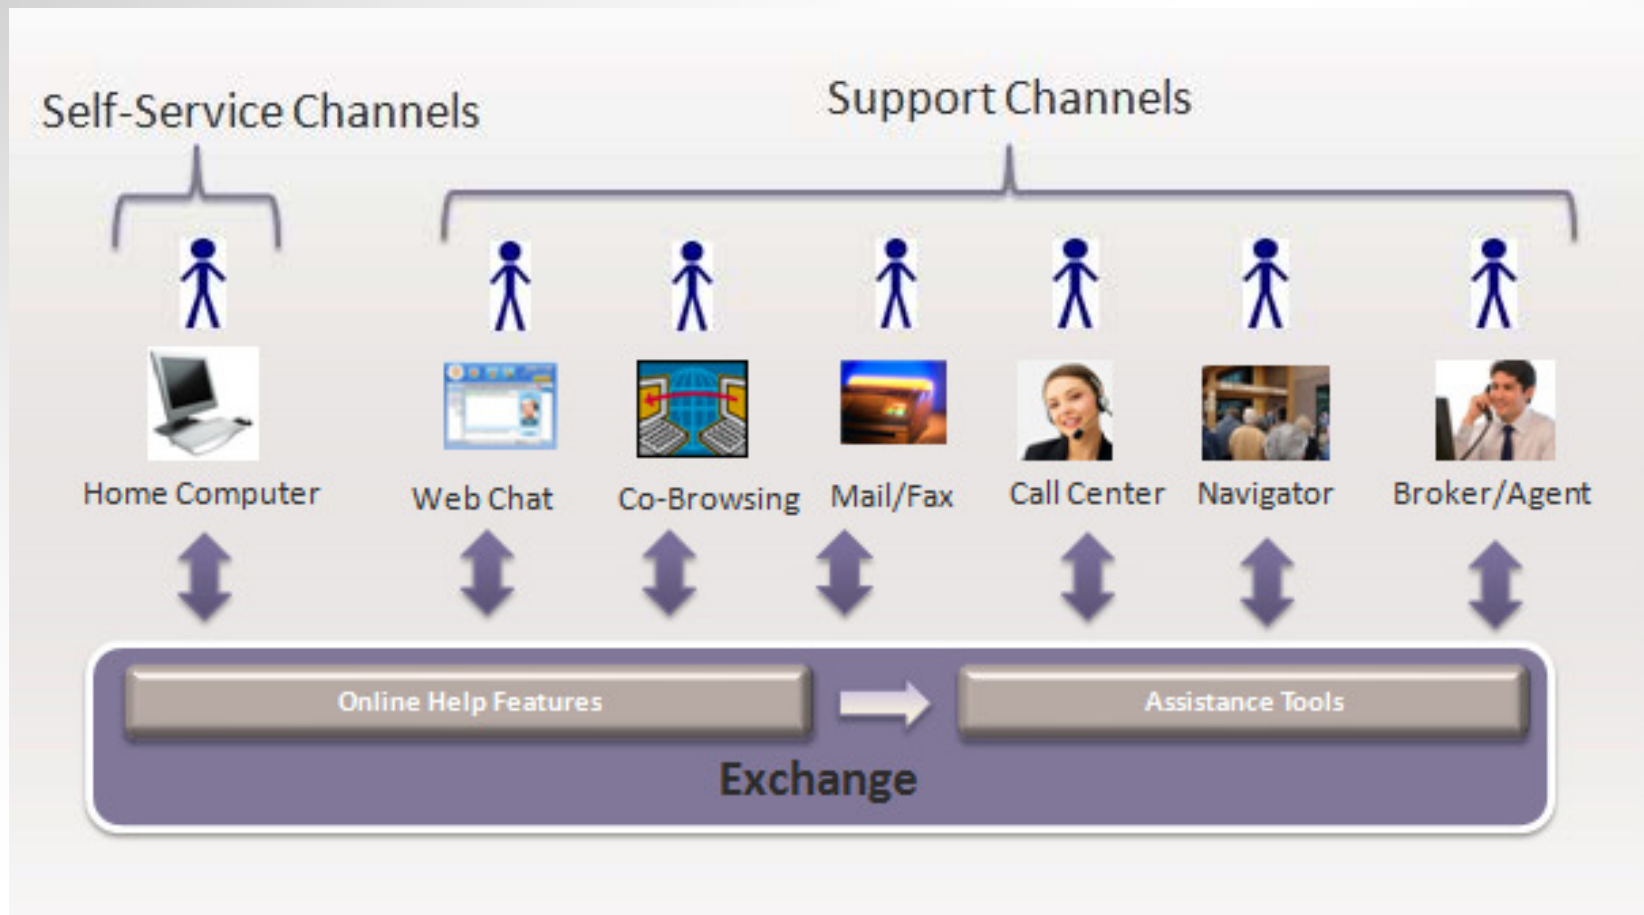 Self-Service Channels
Support Channels
Home Computer
Web Chat
Co-Browsing
Mail/Fax
Call Center
Navigator
Broker/Agent
Online Help Features
Assistance Tools
Exchange